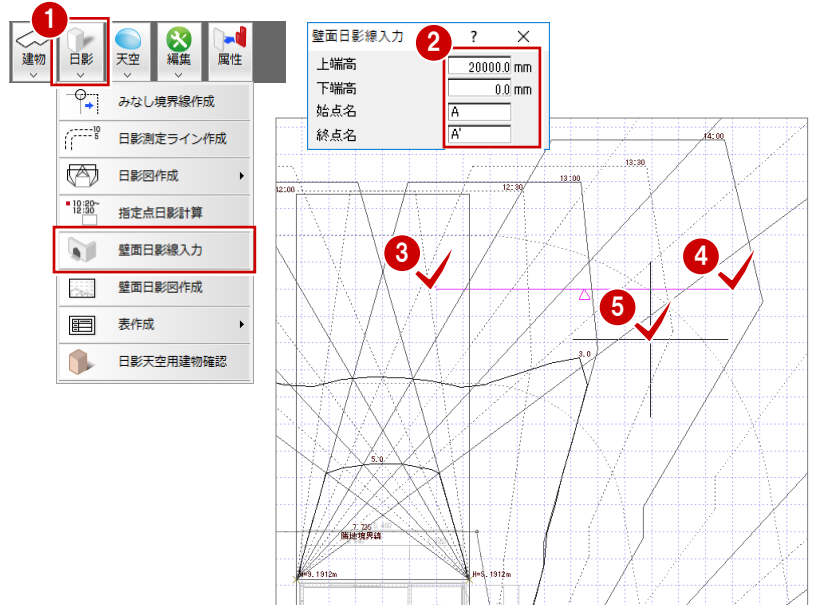 1
建物
日影
天空
編集
属性
みなし境界線作成
10
5
日影測定ライン作成
日影図作成
10:20~
12:30
指定点日影計算
壁面日影線入力
壁面日影図作成
表作成
日影天空用建物確認
壁面日影線入力 ? ×
2
上端高 20000.0 mm
下端高 0.0 mm
始点名 A
終点名 A'
14:00
13:30
13:00
12:30
12:00
3
4
5
3.0
5.0
7.735
隣地境界線
H=9.1912m
H=5.1912m